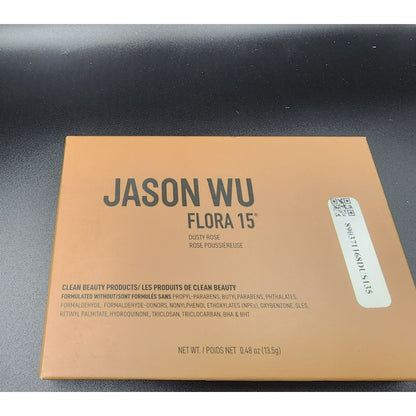 JASON WU
FLORA 15®
DUSTY ROSE
ROSE POUSSIÉREUSE
CLEAN BEAUTY PRODUCTS/ LES PRODUITS DE CLEAN BEAUTY
FORMULATED WITHOUT/SONT FORMULÉS SANS PROPYL-PARABENS, BUTYLPARABENS, PHTHALATES,
FORMALDEHYDE, FORMALDEHYDE-DONORS, NONYLPHENOL ETHOXYLATES (NPEs), OXYBENZONE, SLES,
RETINYL PALMITATE, HYDROQUINONE, TRICLOSAN, TRICLOCARBAN, BHA & BHT
NET WT. / POIDS NET 0.48 oz (13.5g)